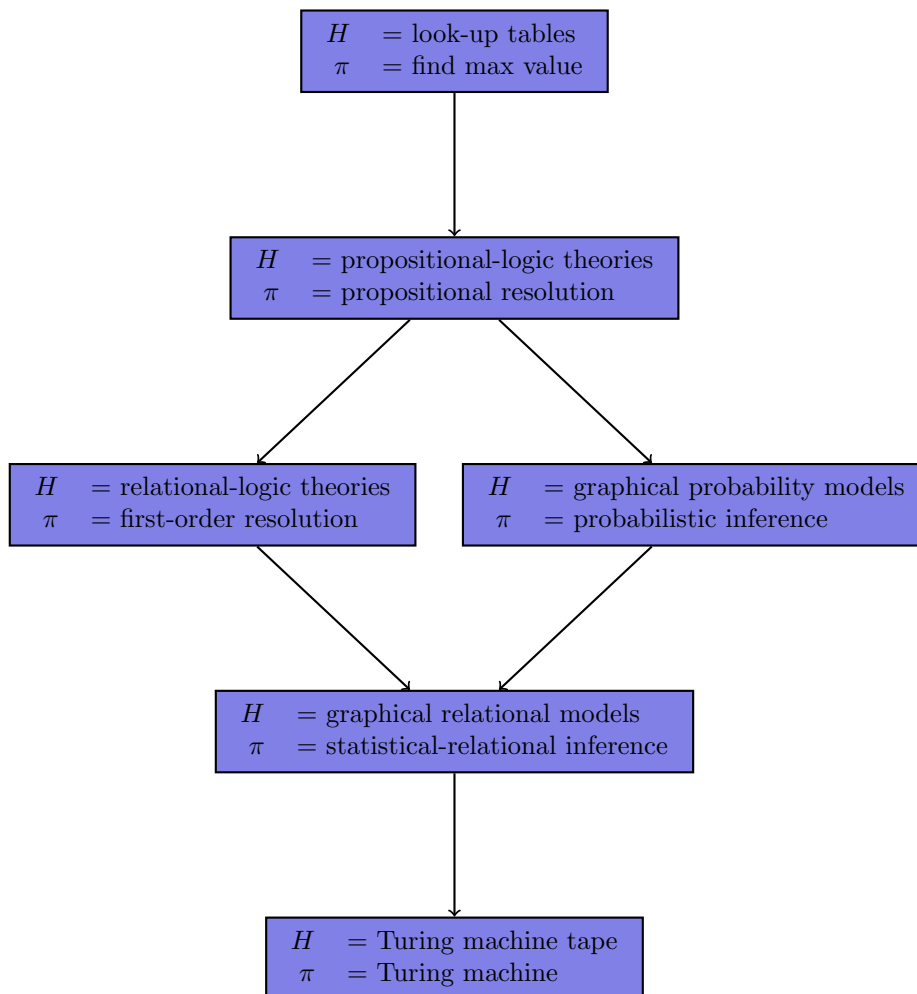 H = look-up tables
π = find max value
H = propositional-logic theories
π = propositional resolution
H = relational-logic theories
π = first-order resolution
H = graphical probability models
π = probabilistic inference
H = graphical relational models
π = statistical-relational inference
H = Turing machine tape
π = Turing machine